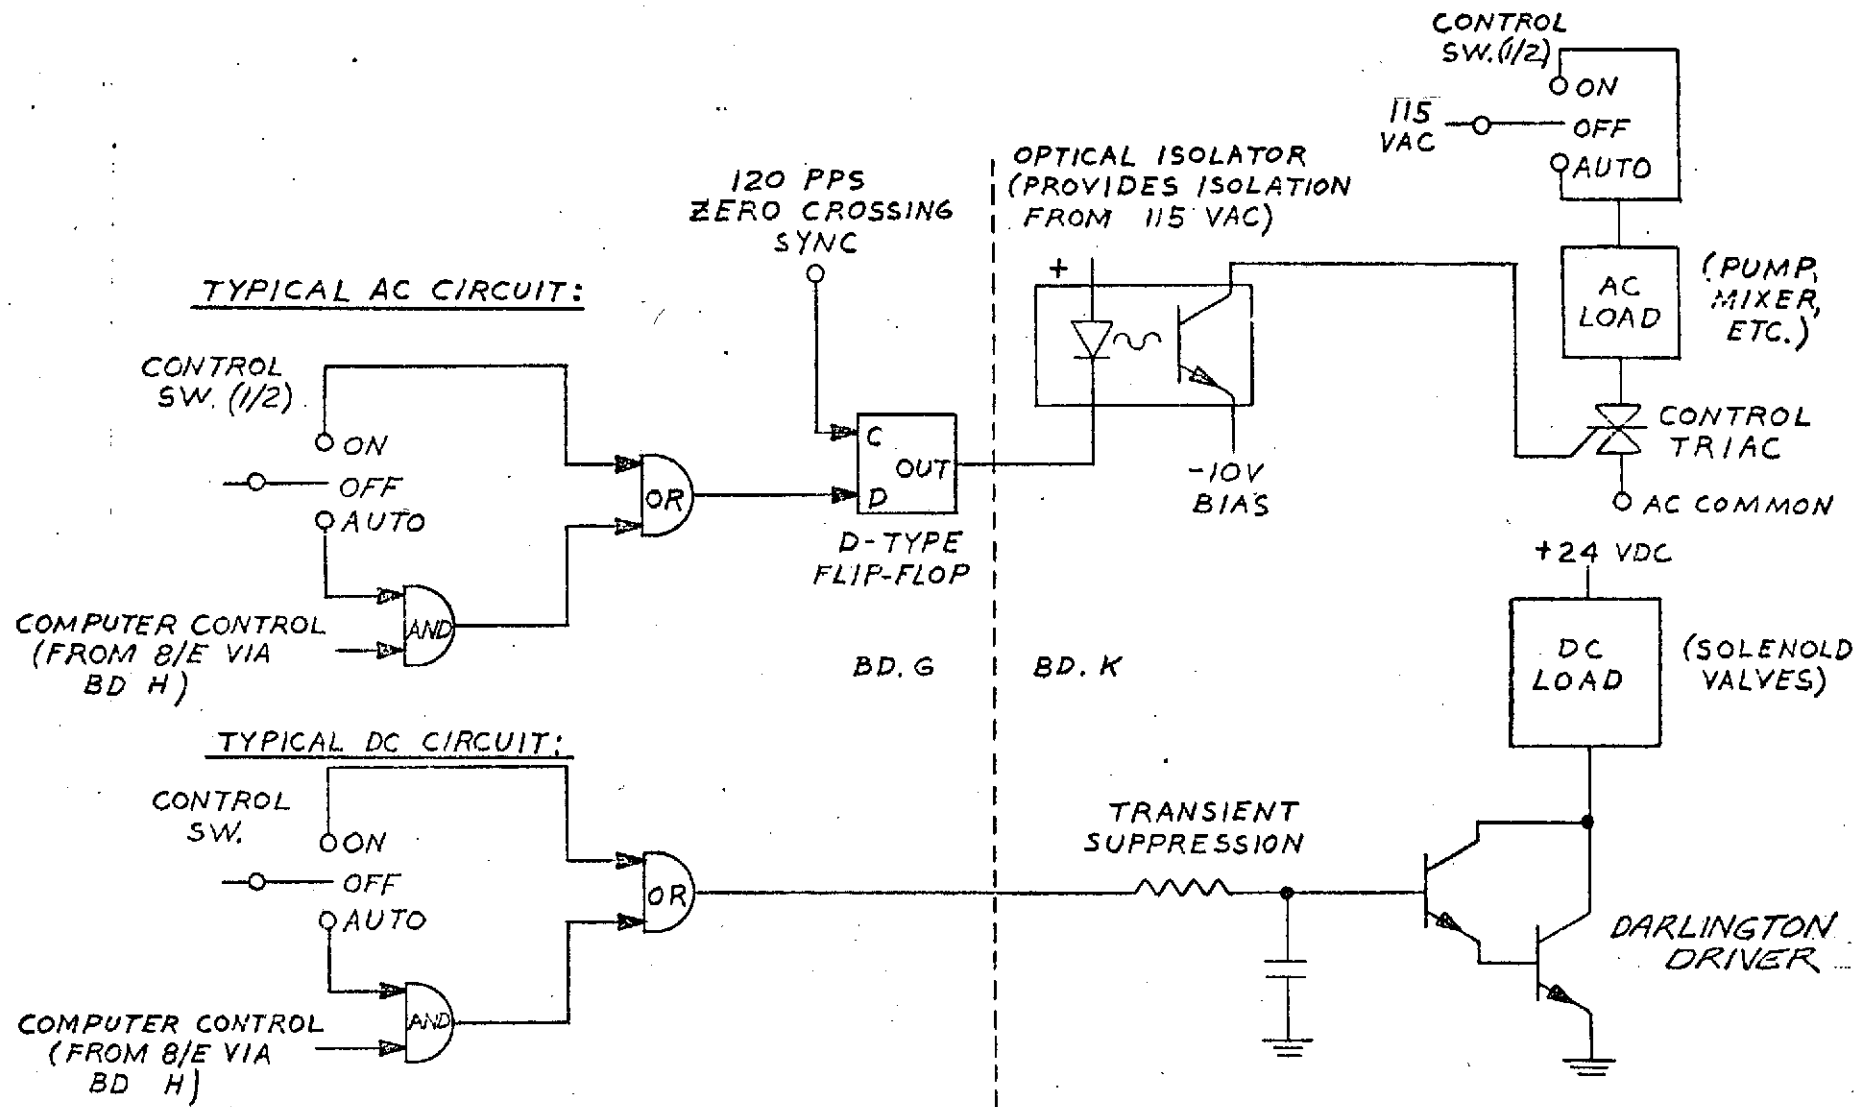 CONTROL
SW.(1/2)
ON
115
VAC
OFF
AUTO
OPTICAL ISOLATOR
(PROVIDES ISOLATION
FROM 115 VAC)
120 PPS
ZERO CROSSING
SYNC
+
TYPICAL AC CIRCUIT:
AC
LOAD
(PUMP,
MIXER,
ETC.)
CONTROL
SW. (1/2)
ON
OFF
AUTO
OR
C
OUT
D
D-TYPE
FLIP-FLOP
-10V
BIAS
CONTROL
TRIAC
AC COMMON
COMPUTER CONTROL
(FROM 8/E VIA
BD H)
AND
BD. G
BD. K
+24 VDC
DC
LOAD
(SOLENOLD
VALVES)
TYPICAL DC CIRCUIT:
CONTROL
SW.
ON
OFF
AUTO
OR
TRANSIENT
SUPPRESSION
DARLINGTON
DRIVER
COMPUTER CONTROL
(FROM 8/E VIA
BD H)
AND